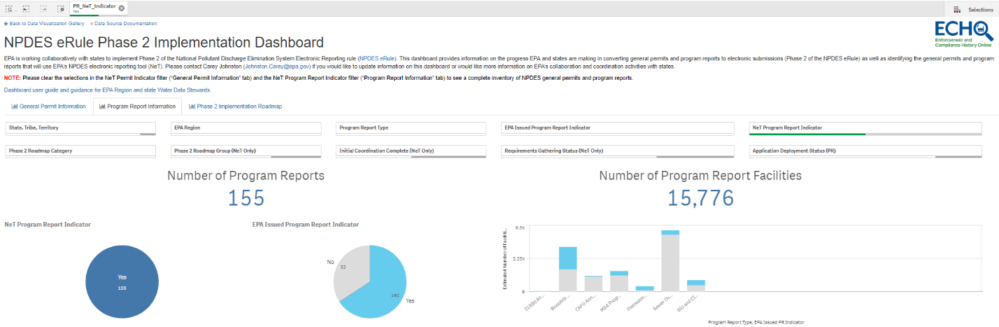 PR_NeT_Indicator
Yes
Selections
Back to Data Visualization Gallery < Data Source Documentation
ECHO
Enforcement and
Compliance History Online
NPDES eRule Phase 2 Implementation Dashboard
EPA is working collaboratively with states to implement Phase 2 of the National Pollutant Discharge Elimination System Electronic Reporting rule (NPDES eRule). This dashboard provides information on the progress EPA and states are making in converting general permits and program reports to electronic submissions (Phase 2 of the NPDES eRule) as well as identifying the general permits and program
reports that will use EPA's NPDES electronic reporting tool (NeT). Please contact Carey Johnston (Johnston.Carey@epa.gov) if you would like to update information on this dashboard or would like more information on EPA's collaboration and coordination activities with states.
NOTE: Please clear the selections in the NeT Permit Indicator filter ("General Permit Information" tab) and the NeT Program Report Indicator filter ("Program Report Information" tab) to see a complete inventory of NPDES general permits and program reports.
Dashboard user guide and guidance for EPA Region and state Water Data Stewards.
General Permit Information Program Report Information Phase 2 Implementation Roadmap
State, Tribe, Territory EPA Region Program Report Type EPA Issued Program Report Indicator NeT Program Report Indicator
Phase 2 Roadmap Category Phase 2 Roadmap Group (NeT Only) Initial Coordination Complete (NeT Only) Requirements Gathering Status (NeT Only) Application Deployment Status (PR)
Number of Program Reports
155
Number of Program Report Facilities
15,776
NeT Program Report Indicator
Yes
155
EPA Issued Program Report Indicator
No
53
102
Yes
Estimated Number of Faciliti...
6.5k
3.25k
0
316(b) An...
Biosolids ...
CAFO Ann...
MS4 Progr...
Pretreatm...
Sewer Ov...
SIU and CI...
Program Report Type, EPA Issued PR Indicator